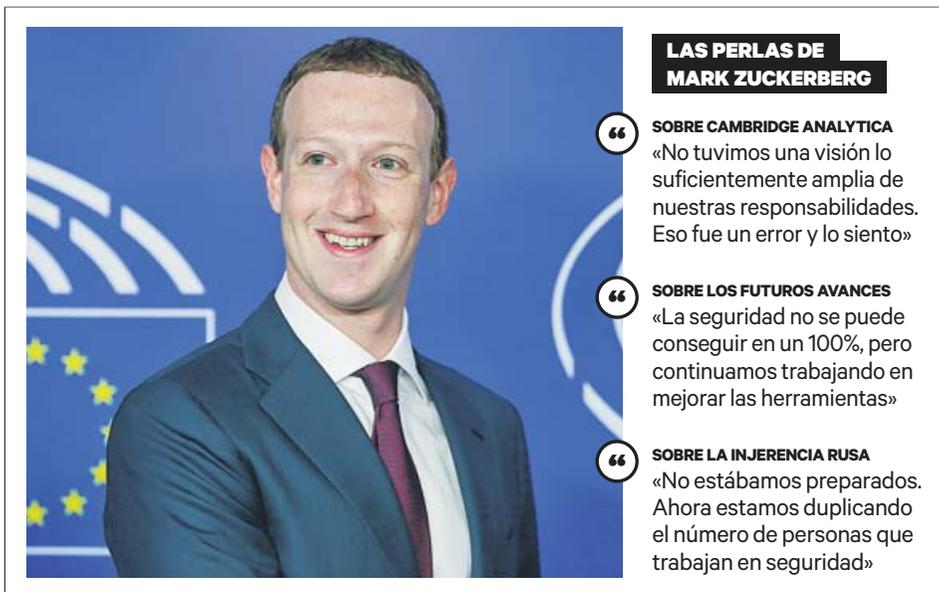 LAS PERLAS DE
MARK ZUCKERBERG
SOBRE CAMBRIDGE ANALYTICA
«No tuvimos una visión lo
suficientemente amplia de
nuestras responsabilidades.
Eso fue un error y lo siento»
SOBRE LOS FUTUROS AVANCES
«La seguridad no se puede
conseguir en un 100%, pero
continuamos trabajando en
mejorar las herramientas»
SOBRE LA INJERENCIA RUSA
«No estábamos preparados.
Ahora estamos duplicando
el número de personas que
trabajan en seguridad»